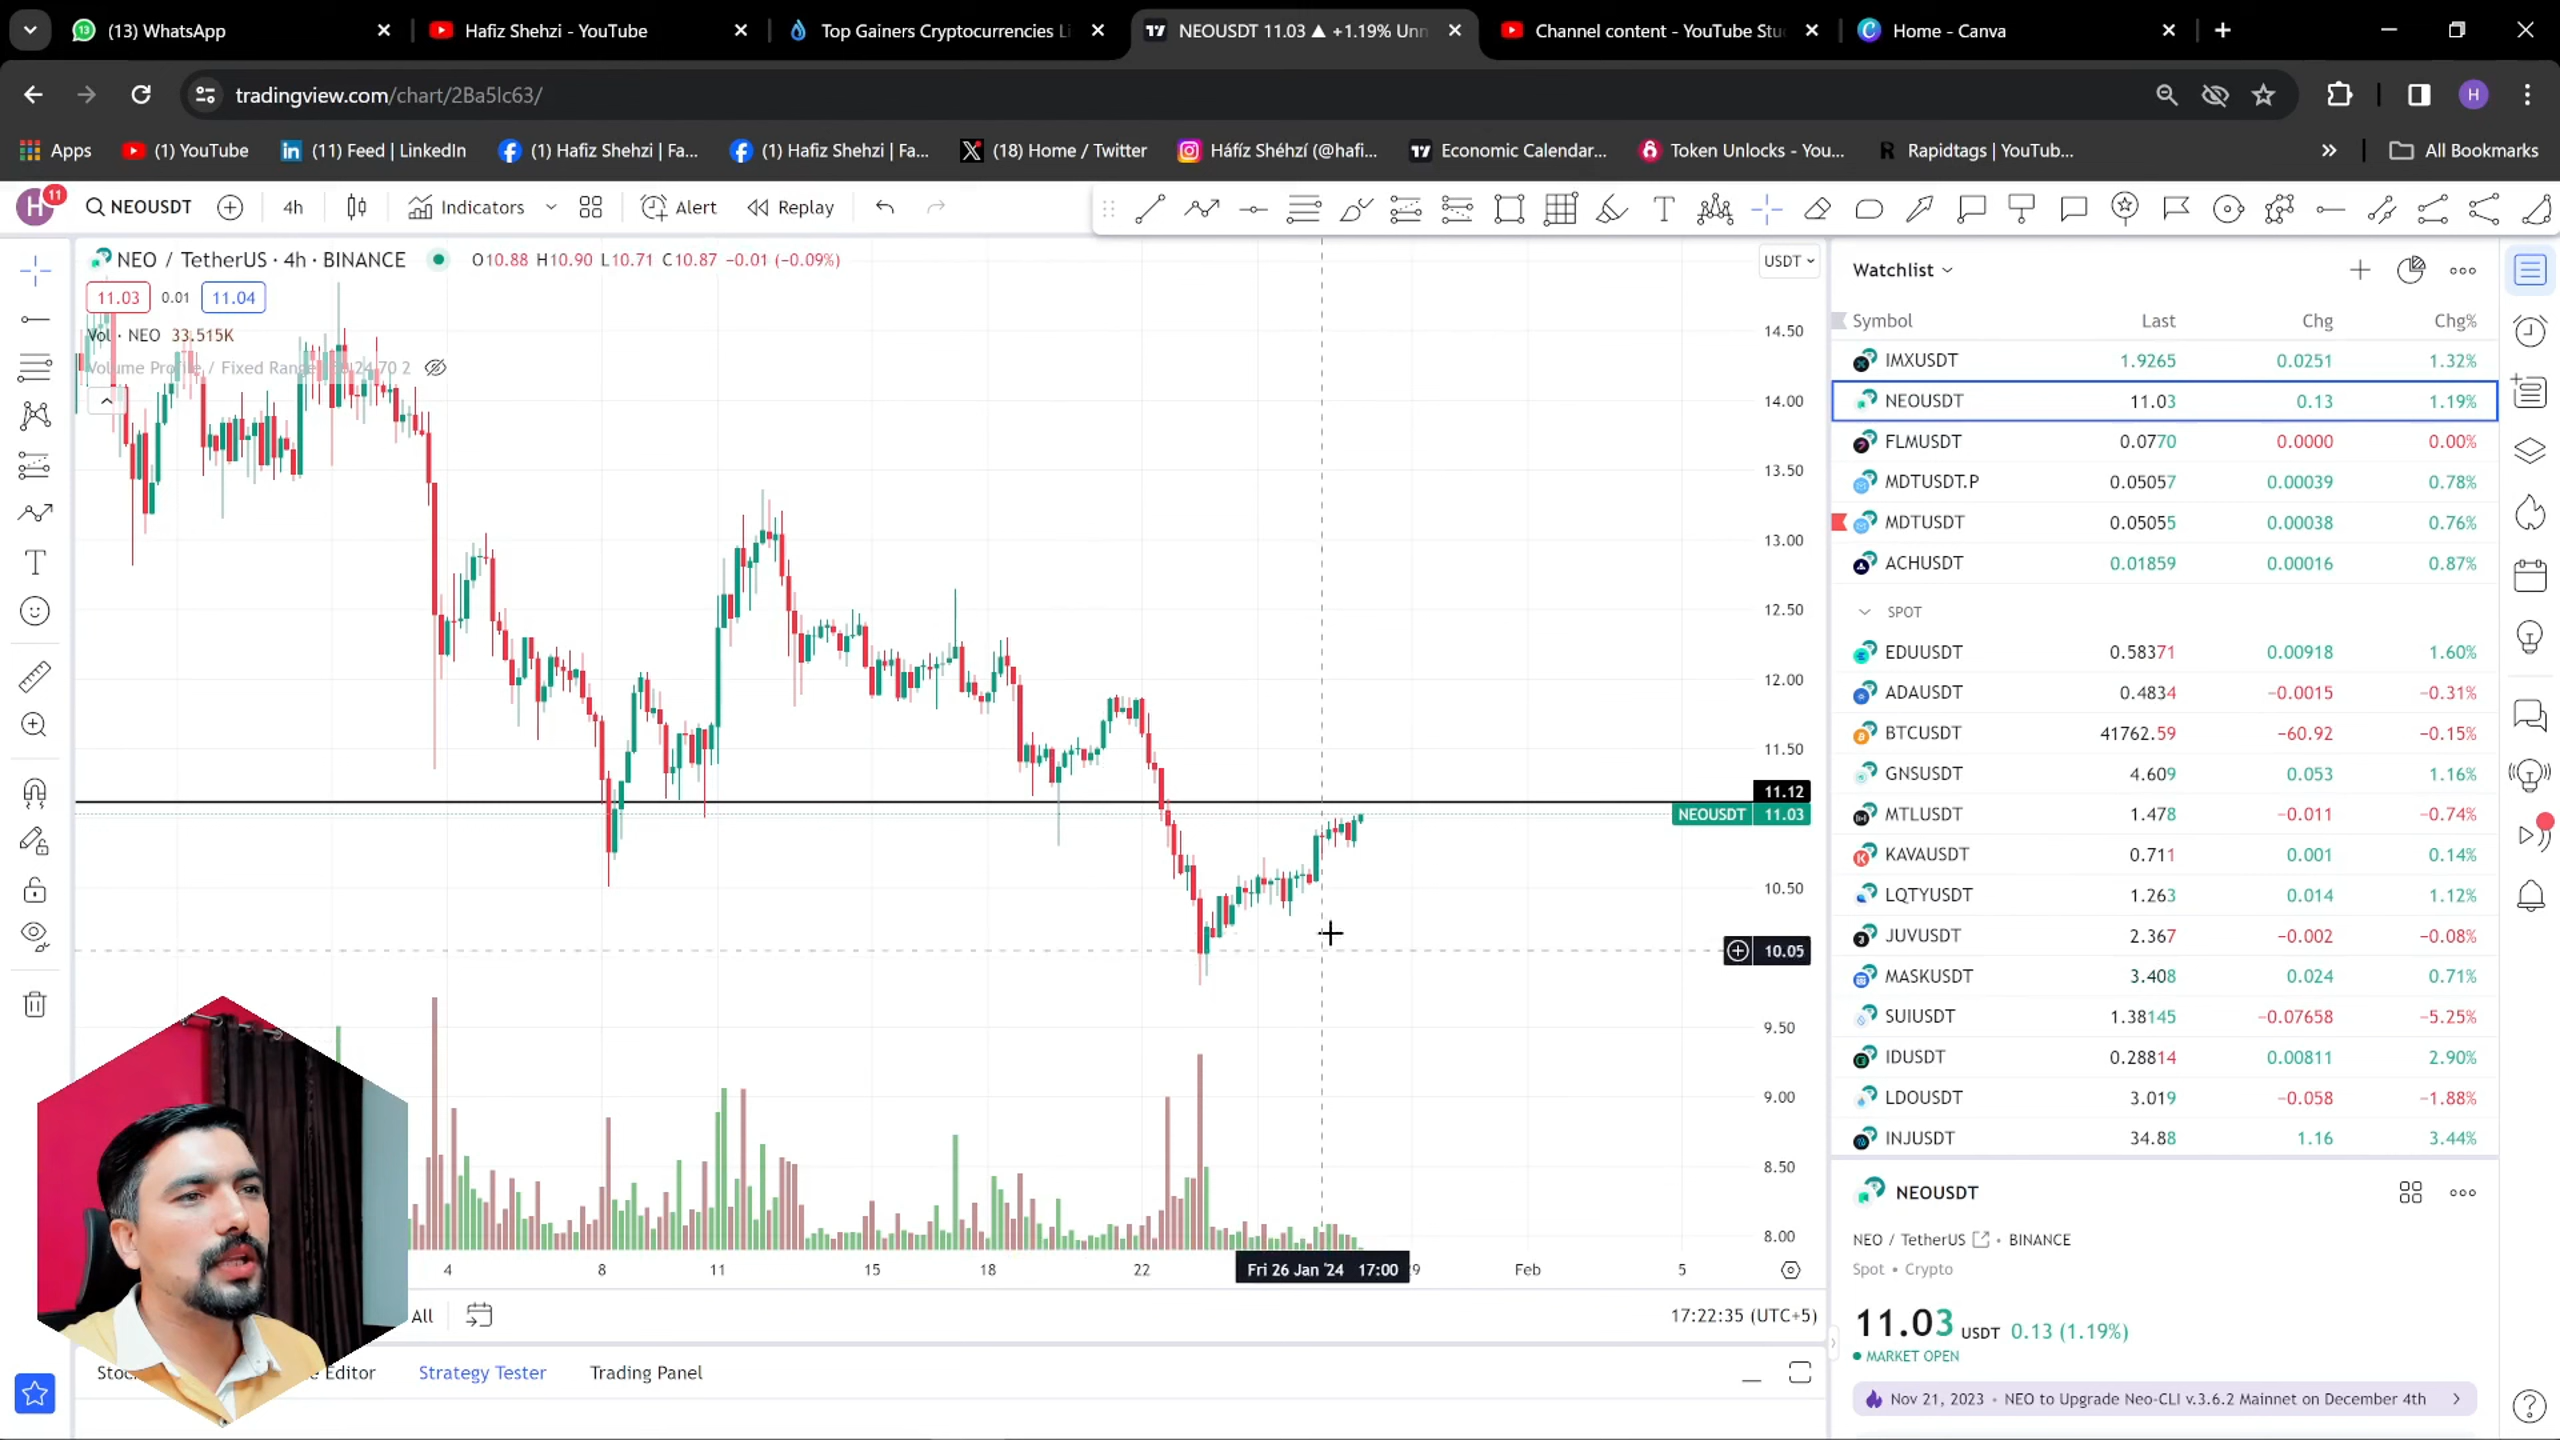 (13) WhatsApp
Hafiz Shehzi - YouTube
Top Gainers Cryptocurrencies Li
NEOUSDT 11.03 ▲ +1.19% Unn
Channel content - YouTube Stu
Home - Canva
tradingview.com/chart/2Ba5lc63/
H
Apps
(1) YouTube
(11) Feed | LinkedIn
(1) Hafiz Shehzi | Fa...
(1) Hafiz Shehzi | Fa...
(18) Home / Twitter
Háfíz Shéhzí (@hafi...
Economic Calendar...
Token Unlocks - You...
Rapidtags | YouTub...
All Bookmarks
H 11
NEOUSDT
4h
Indicators
Alert
Replay
NEO / TetherUS · 4h · BINANCE
O10.88 H10.90 L10.71 C10.87 −0.01 (−0.09%)
USDT
11.03 0.01 11.04
Vol · NEO 33.515K
Volume Profile / Fixed Range 24 70 2
14.50
14.00
13.50
13.00
12.50
12.00
11.50
11.12
NEOUSDT 11.03
10.50
10.05
9.50
9.00
8.50
8.00
4 8 11 15 18 22
Fri 26 Jan '24 17:00
Feb 5
All
17:22:35 (UTC+5)
Editor
Strategy Tester
Trading Panel
Watchlist
Symbol Last Chg Chg%
IMXUSDT 1.9265 0.0251 1.32%
NEOUSDT 11.03 0.13 1.19%
FLMUSDT 0.0770 0.0000 0.00%
MDTUSDT.P 0.05057 0.00039 0.78%
MDTUSDT 0.05055 0.00038 0.76%
ACHUSDT 0.01859 0.00016 0.87%
SPOT
EDUUSDT 0.58371 0.00918 1.60%
ADAUSDT 0.4834 −0.0015 −0.31%
BTCUSDT 41762.59 −60.92 −0.15%
GNSUSDT 4.609 0.053 1.16%
MTLUSDT 1.478 −0.011 −0.74%
KAVAUSDT 0.711 0.001 0.14%
LQTYUSDT 1.263 0.014 1.12%
JUVUSDT 2.367 −0.002 −0.08%
MASKUSDT 3.408 0.024 0.71%
SUIUSDT 1.38145 −0.07658 −5.25%
IDUSDT 0.28814 0.00811 2.90%
LDOUSDT 3.019 −0.058 −1.88%
INJUSDT 34.88 1.16 3.44%
NEOUSDT
NEO / TetherUS • BINANCE
Spot • Crypto
11.03 USDT 0.13 (1.19%)
MARKET OPEN
Nov 21, 2023 • NEO to Upgrade Neo-CLI v.3.6.2 Mainnet on December 4th